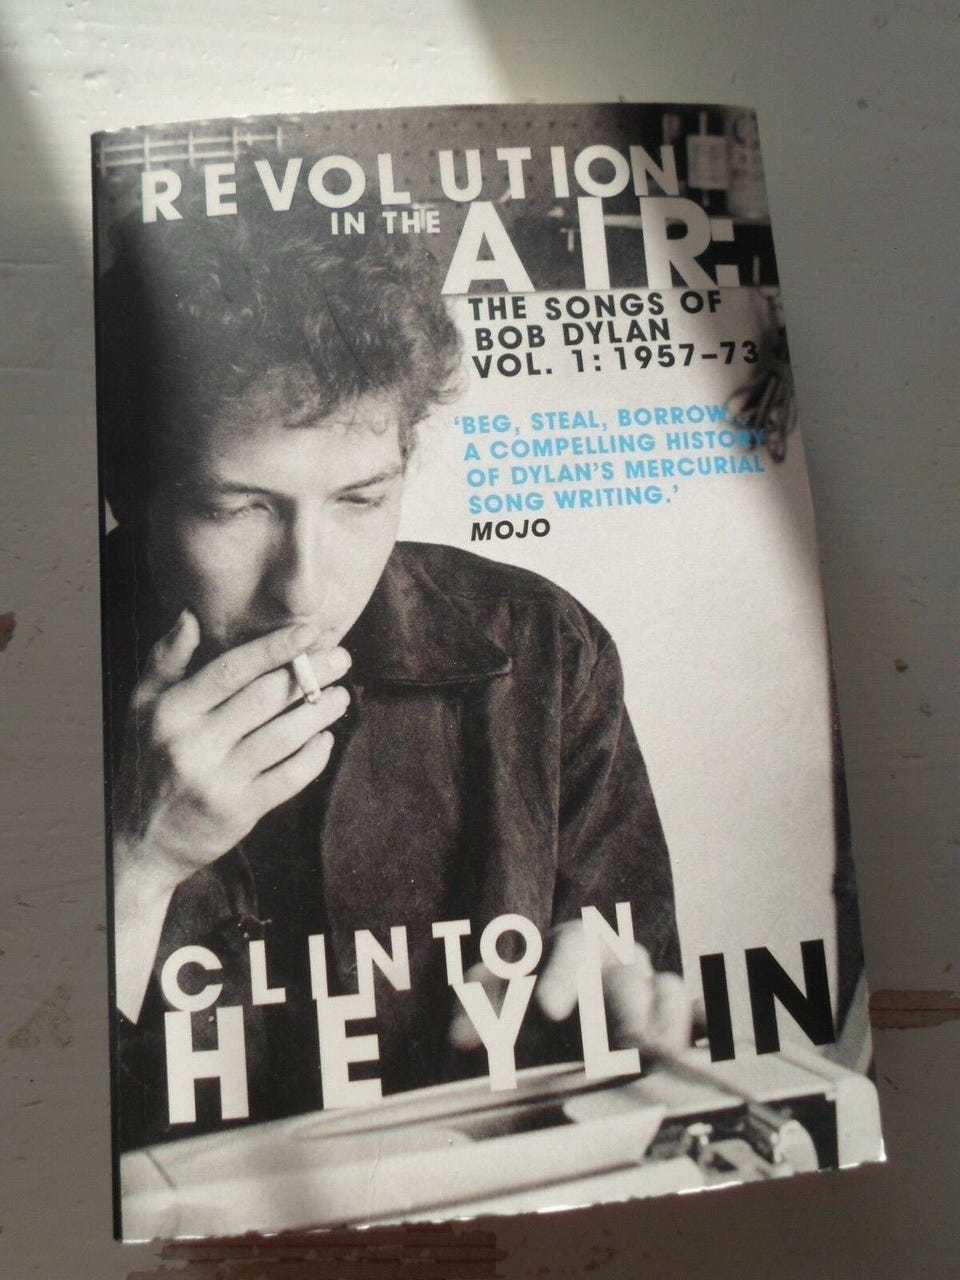 REVOLUTION
IN THE
AIR:
THE SONGS OF
BOB DYLAN
VOL. 1: 1957–73
'BEG, STEAL, BORROW...
A COMPELLING HISTORY
OF DYLAN'S MERCURIAL
SONG WRITING.'
MOJO
CLINTON
HEYLIN